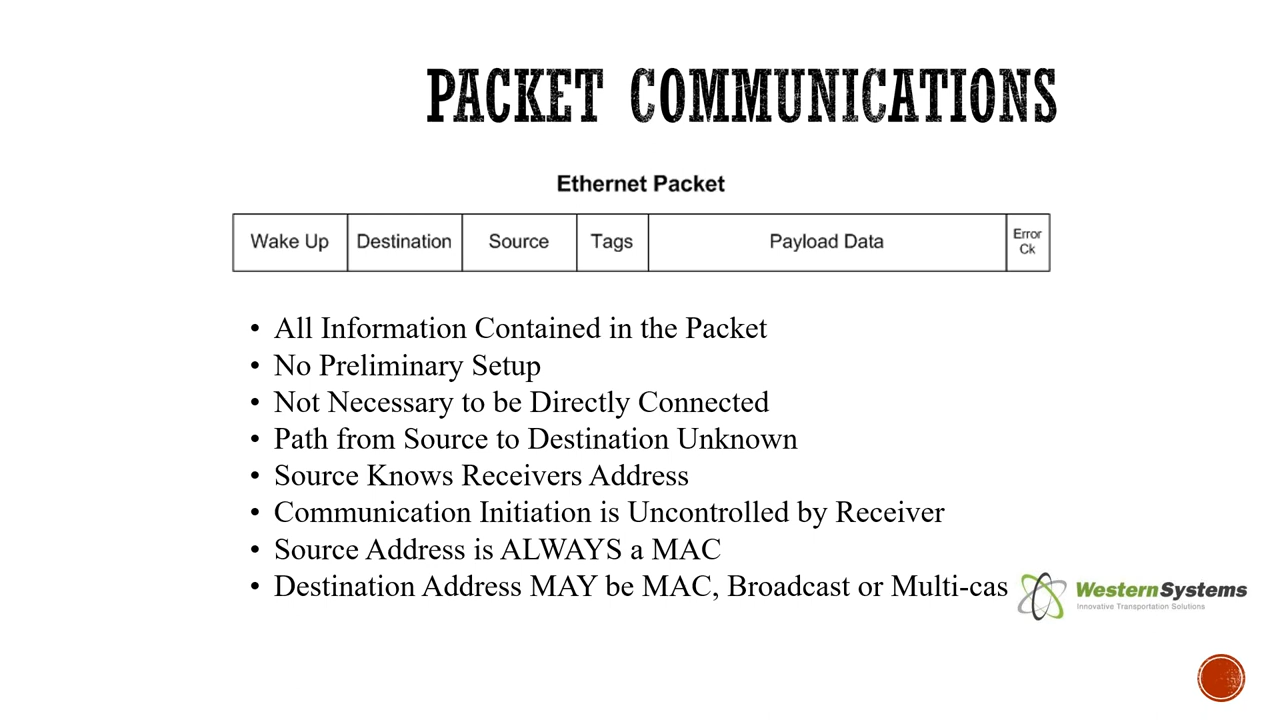 PACKET COMMUNICATIONS
Ethernet Packet
Wake Up Destination Source Tags Payload Data Error Ck
• All Information Contained in the Packet
• No Preliminary Setup
• Not Necessary to be Directly Connected
• Path from Source to Destination Unknown
• Source Knows Receivers Address
• Communication Initiation is Uncontrolled by Receiver
• Source Address is ALWAYS a MAC
• Destination Address MAY be MAC, Broadcast or Multi-cas
WesternSystems
Innovative Transportation Solutions